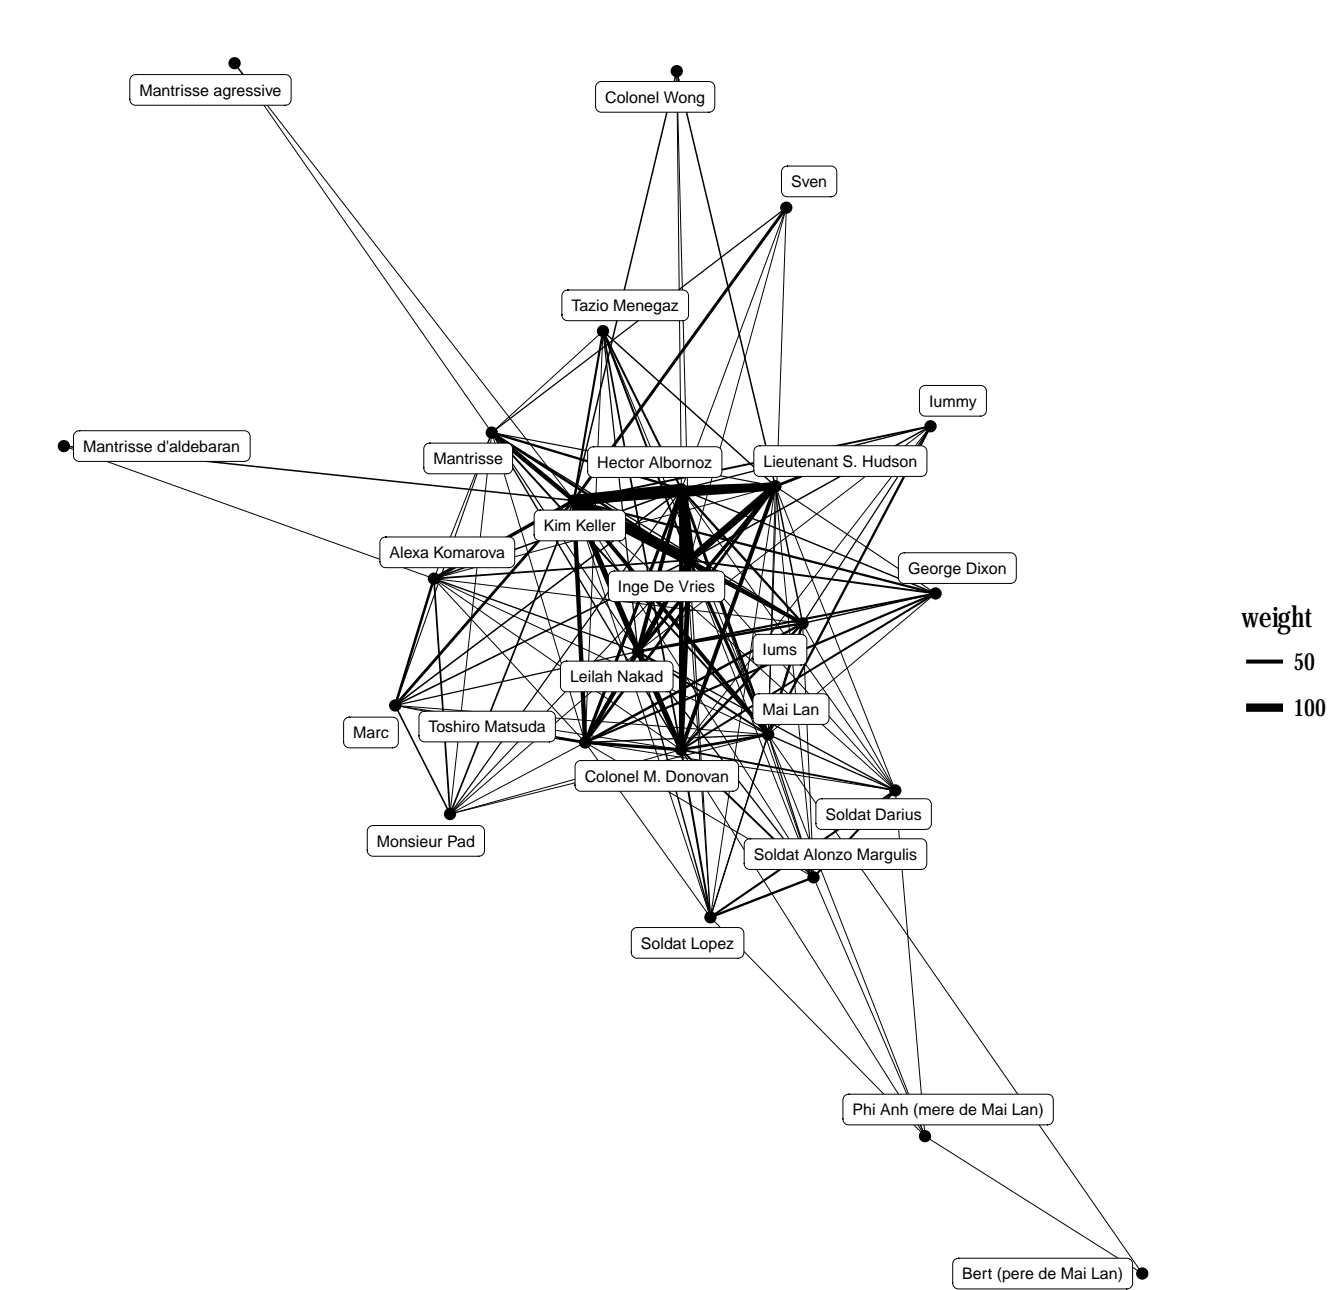 Mantrisse agressive
Colonel Wong
Sven
Tazio Menegaz
Iummy
Mantrisse d'aldebaran
Mantrisse
Hector Albornoz
Lieutenant S. Hudson
Kim Keller
Alexa Komarova
George Dixon
Inge De Vries
weight
50
100
Iums
Leilah Nakad
Mai Lan
Marc
Toshiro Matsuda
Colonel M. Donovan
Soldat Darius
Monsieur Pad
Soldat Alonzo Margulis
Soldat Lopez
Phi Anh (mere de Mai Lan)
Bert (pere de Mai Lan)